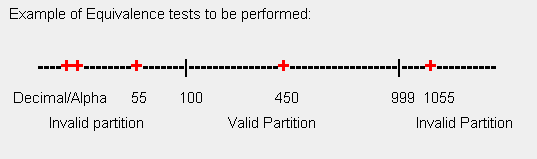 Example of Equivalence tests to be performed:
Decimal/Alpha 55 100 450 999 1055
Invalid partition Valid Partition Invalid Partition